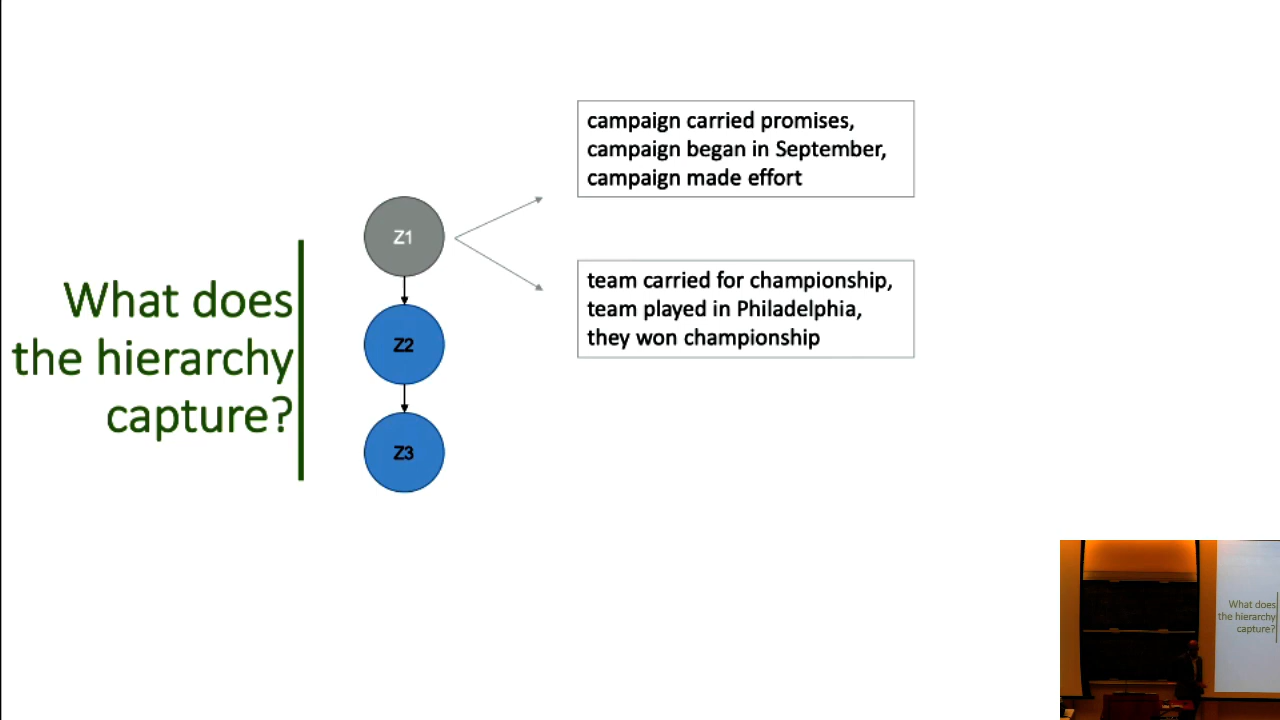 What does
the hierarchy
capture?
Z1
Z2
Z3
campaign carried promises,
campaign began in September,
campaign made effort
team carried for championship,
team played in Philadelphia,
they won championship
What does
the hierarchy
capture?